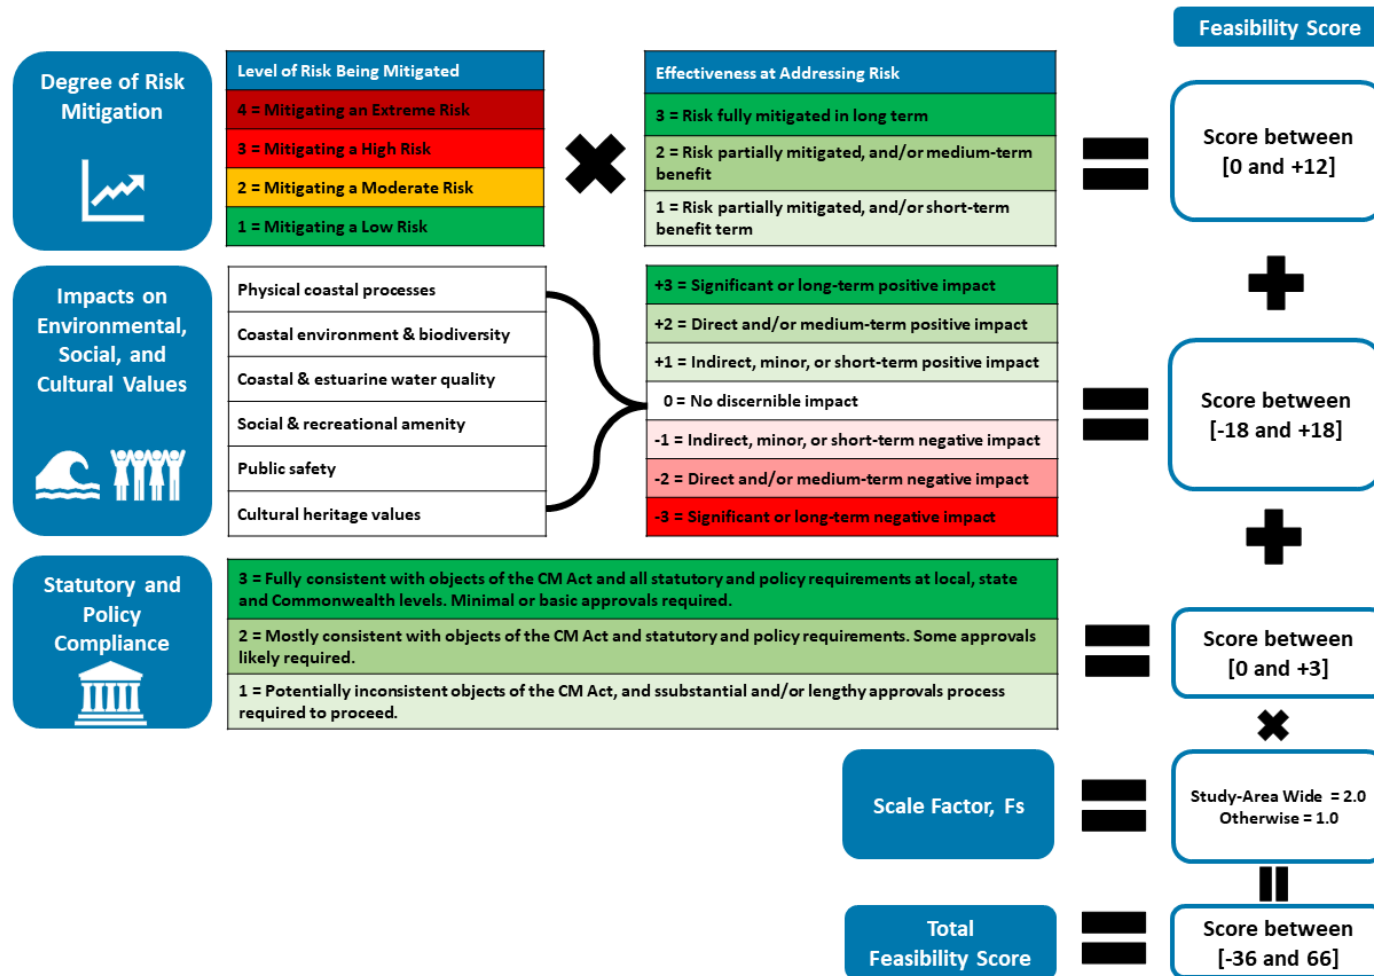 Feasibility Score
Degree of Risk
Mitigation
Level of Risk Being Mitigated
4 = Mitigating an Extreme Risk
3 = Mitigating a High Risk
2 = Mitigating a Moderate Risk
1 = Mitigating a Low Risk
Effectiveness at Addressing Risk
3 = Risk fully mitigated in long term
2 = Risk partially mitigated, and/or medium-term
benefit
1 = Risk partially mitigated, and/or short-term
benefit term
Score between
[0 and +12]
Impacts on
Environmental,
Social, and
Cultural Values
Physical coastal processes
Coastal environment & biodiversity
Coastal & estuarine water quality
Social & recreational amenity
Public safety
Cultural heritage values
+3 = Significant or long-term positive impact
+2 = Direct and/or medium-term positive impact
+1 = Indirect, minor, or short-term positive impact
0 = No discernible impact
-1 = Indirect, minor, or short-term negative impact
-2 = Direct and/or medium-term negative impact
-3 = Significant or long-term negative impact
Score between
[-18 and +18]
Statutory and
Policy
Compliance
3 = Fully consistent with objects of the CM Act and all statutory and policy requirements at local, state
and Commonwealth levels. Minimal or basic approvals required.
2 = Mostly consistent with objects of the CM Act and statutory and policy requirements. Some approvals
likely required.
1 = Potentially inconsistent objects of the CM Act, and ssubstantial and/or lengthy approvals process
required to proceed.
Score between
[0 and +3]
Scale Factor, Fs
Study-Area Wide = 2.0
Otherwise = 1.0
Total
Feasibility Score
Score between
[-36 and 66]